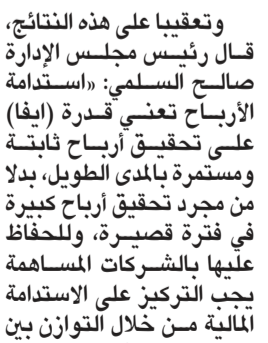 وتعقيبا على هذه النتائج،
قال رئيس مجلس الإدارة
صالح السلمي: «استدامة
الأرباح تعني قدرة (ايفا)
على تحقيق أرباح ثابتة
ومستمرة بالمدى الطويل، بدلا
من مجرد تحقيق أرباح كبيرة
في فترة قصيرة، وللحفاظ
عليها بالشركات المساهمة
يجب التركيز على الاستدامة
المالية من خلال التوازن بين